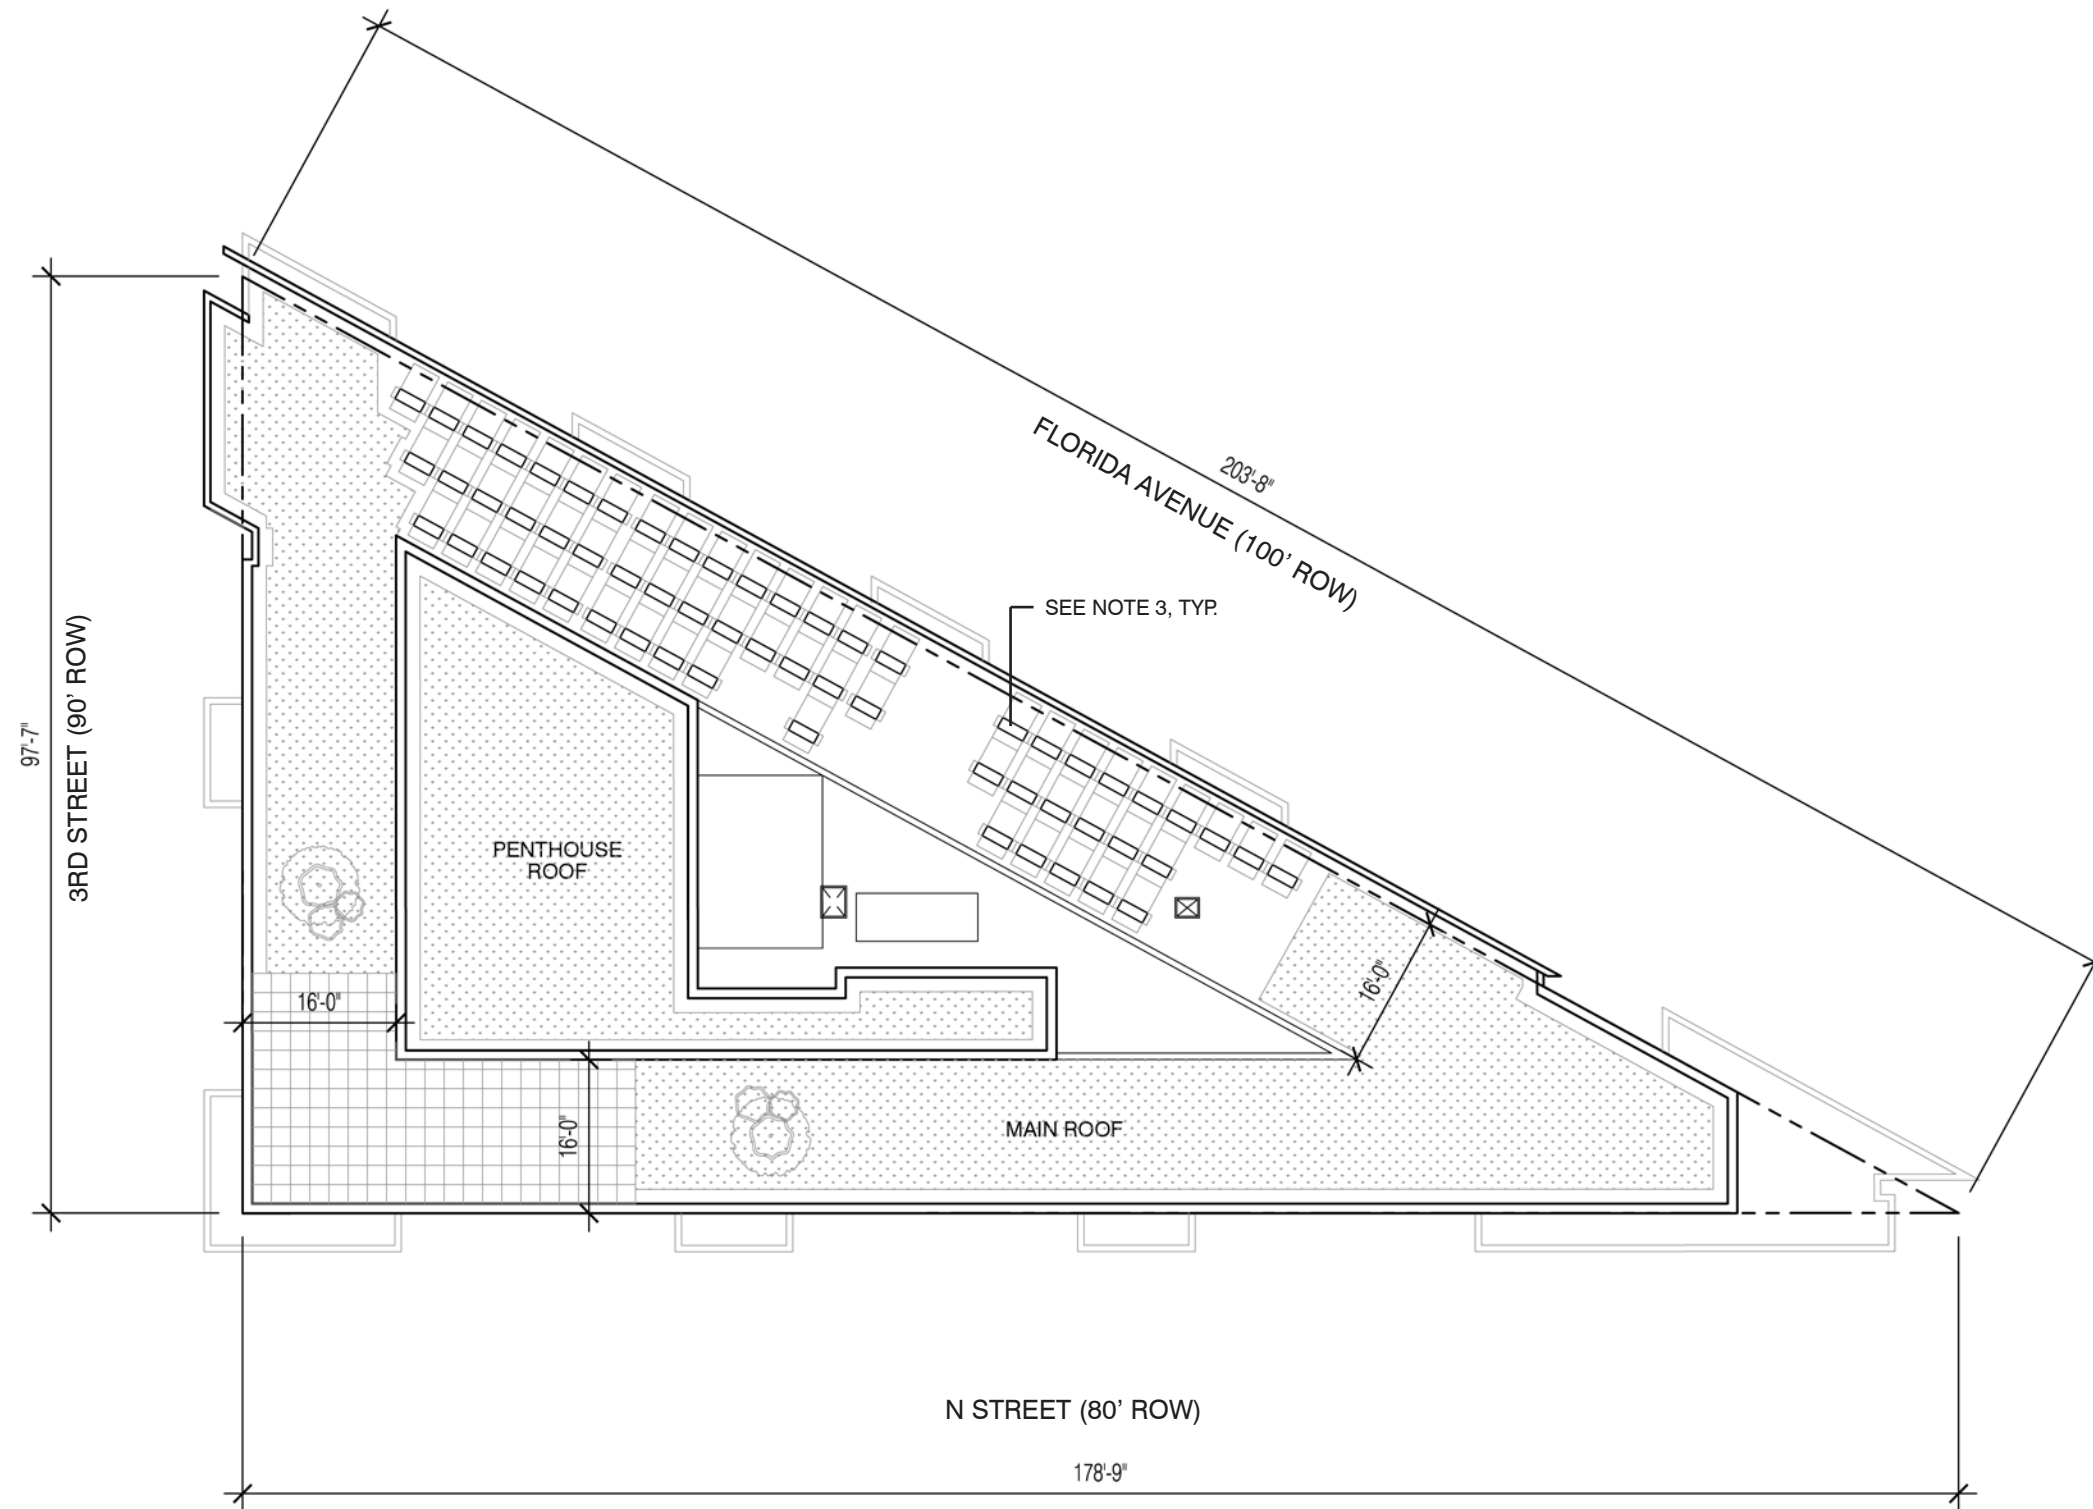 203'-8"
FLORIDA AVENUE (100' ROW)
SEE NOTE 3, TYP.
3RD STREET (90' ROW)
97'-7"
PENTHOUSE
ROOF
16'-0"
16'-0"
16'-0"
MAIN ROOF
N STREET (80' ROW)
178'-9"